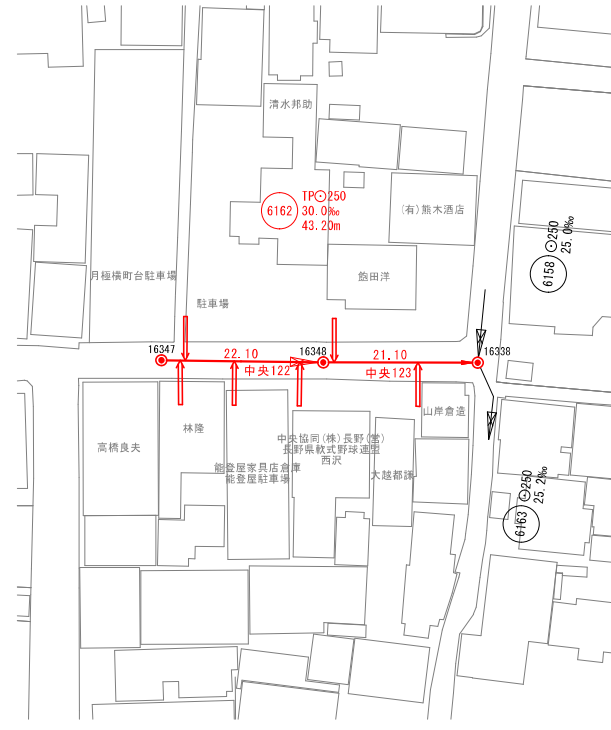 清水邦助
6162
TP⊙250
30.0‰
43.20m
(有)熊木酒店
6158
⊙250
25.0‰
月極横町台駐車場
飽田洋
駐車場
16347
22.10
16348
21.10
16338
中央122
中央123
山岸倉造
林隆
高橋良夫
中央協同(株)長野(営)
長野県軟式野球連盟
西沢
能登屋家具店倉庫
能登屋駐車場
大越都謙
6163
⊙250
25.2‰